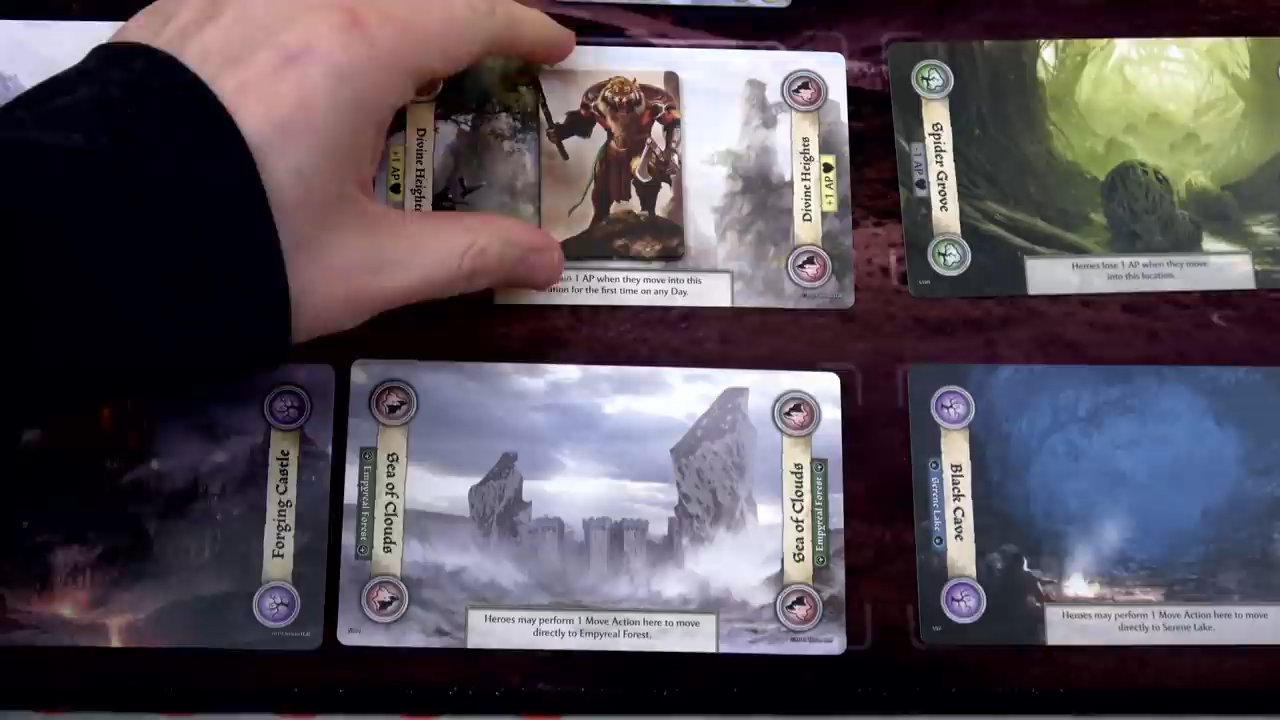 Divine Heights
+1 AP
ain 1 AP when they move into this
ation for the first time on any Day.
Divine Heights
+1 AP
Spider Grove
-1 AP
Heroes lose 1 AP when they move
into this location.
Forging Castle
Sea of Clouds
Empyreal Forest
Heroes may perform 1 Move Action here to move
directly to Empyreal Forest.
Sea of Clouds
Empyreal Forest
Black Cave
Serene Lake
Heroes may perform 1 Move Action here to move
directly to Serene Lake.